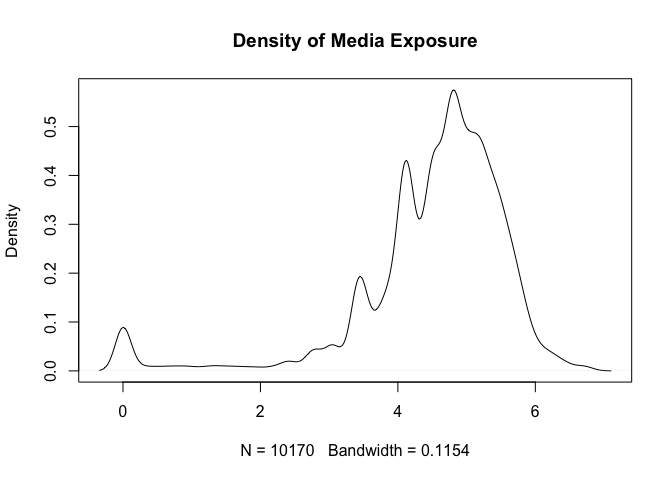 Density of Media Exposure
Density
0.5
0.4
0.3
0.2
0.1
0.0
0 2 4 6
N = 10170 Bandwidth = 0.1154